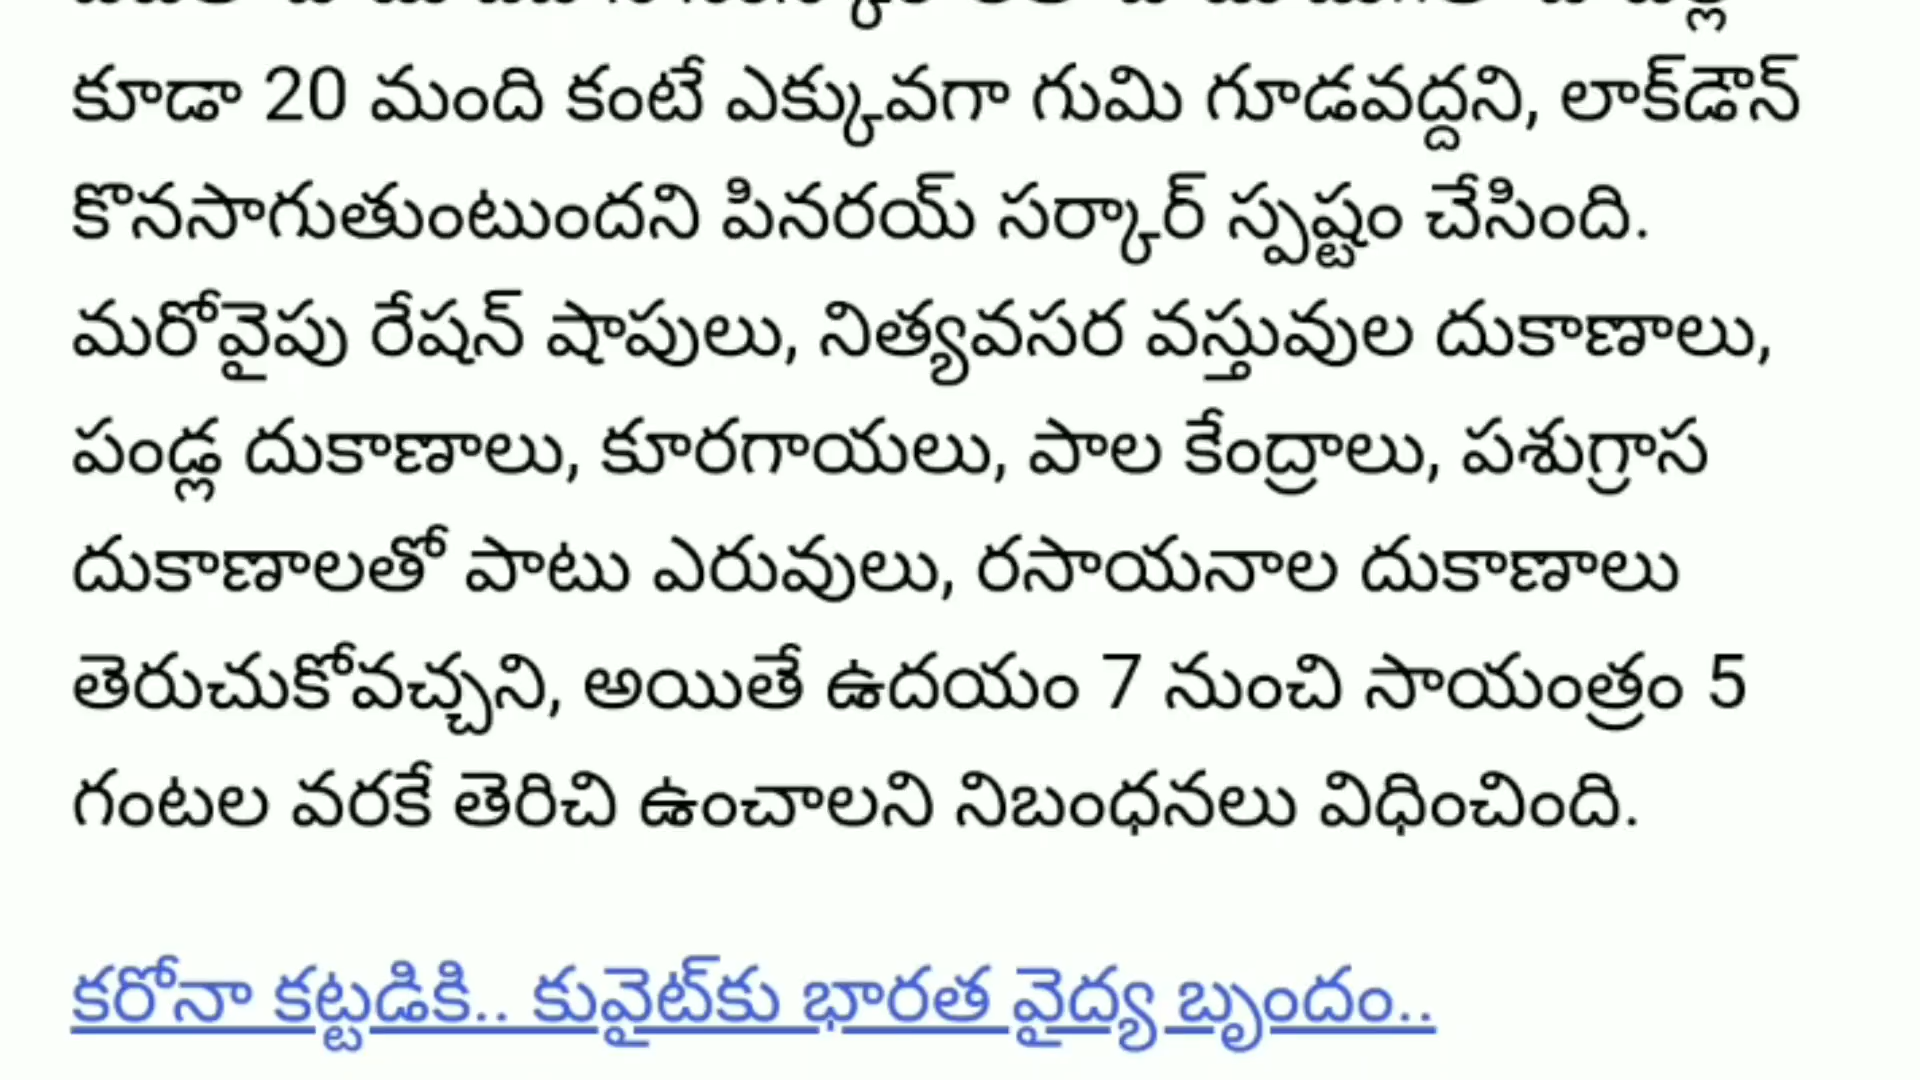 కూడా 20 మంది కంటే ఎక్కువగా గుమి గూడవద్దని, లాక్‌డౌన్
కొనసాగుతుంటుందని పినరయ్ సర్కార్ స్పష్టం చేసింది.
మరోవైపు రేషన్ షాపులు, నిత్యవసర వస్తువుల దుకాణాలు,
పండ్ల దుకాణాలు, కూరగాయలు, పాల కేంద్రాలు, పశుగ్రాస
దుకాణాలతో పాటు ఎరువులు, రసాయనాల దుకాణాలు
తెరుచుకోవచ్చని, అయితే ఉదయం 7 నుంచి సాయంత్రం 5
గంటల వరకే తెరిచి ఉంచాలని నిబంధనలు విధించింది.
కరోనా కట్టడికి.. కువైట్‌కు భారత వైద్య బృందం..